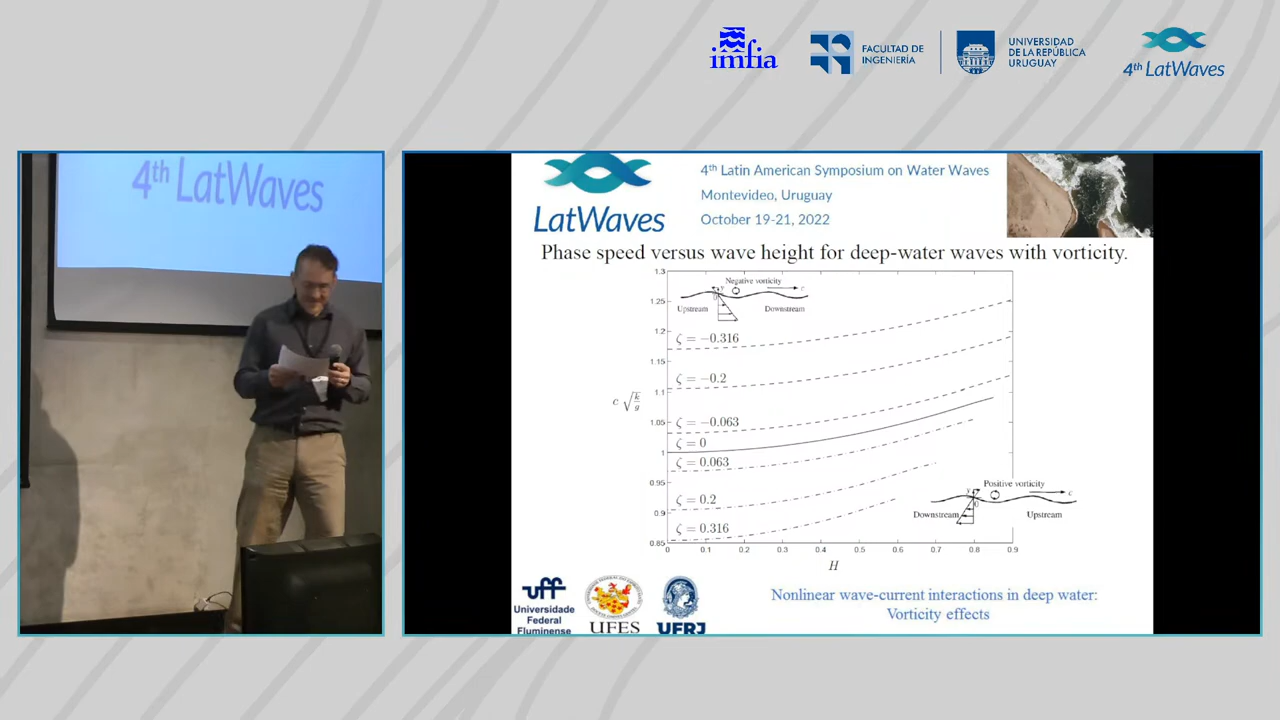 imfia
FACULTAD DE
INGENIERÍA
UNIVERSIDAD
DE LA REPÚBLICA
URUGUAY
4th LatWaves
4th LatWaves
LatWaves
4th Latin American Symposium on Water Waves
Montevideo, Uruguay
October 19-21, 2022
Phase speed versus wave height for deep-water waves with vorticity.
1.3
1.25
1.2
1.15
1.1
1.05
1
0.95
0.9
0.85
c √k/g
Negative vorticity
y
c
0
Upstream
Downstream
ζ = −0.316
ζ = −0.2
ζ = −0.063
ζ = 0
ζ = 0.063
ζ = 0.2
ζ = 0.316
Positive vorticity
y
c
0
Downstream
Upstream
0 0.1 0.2 0.3 0.4 0.5 0.6 0.7 0.8 0.9
H
uff
Universidade
Federal
Fluminense
UFES
UFRJ
Nonlinear wave-current interactions in deep water:
Vorticity effects